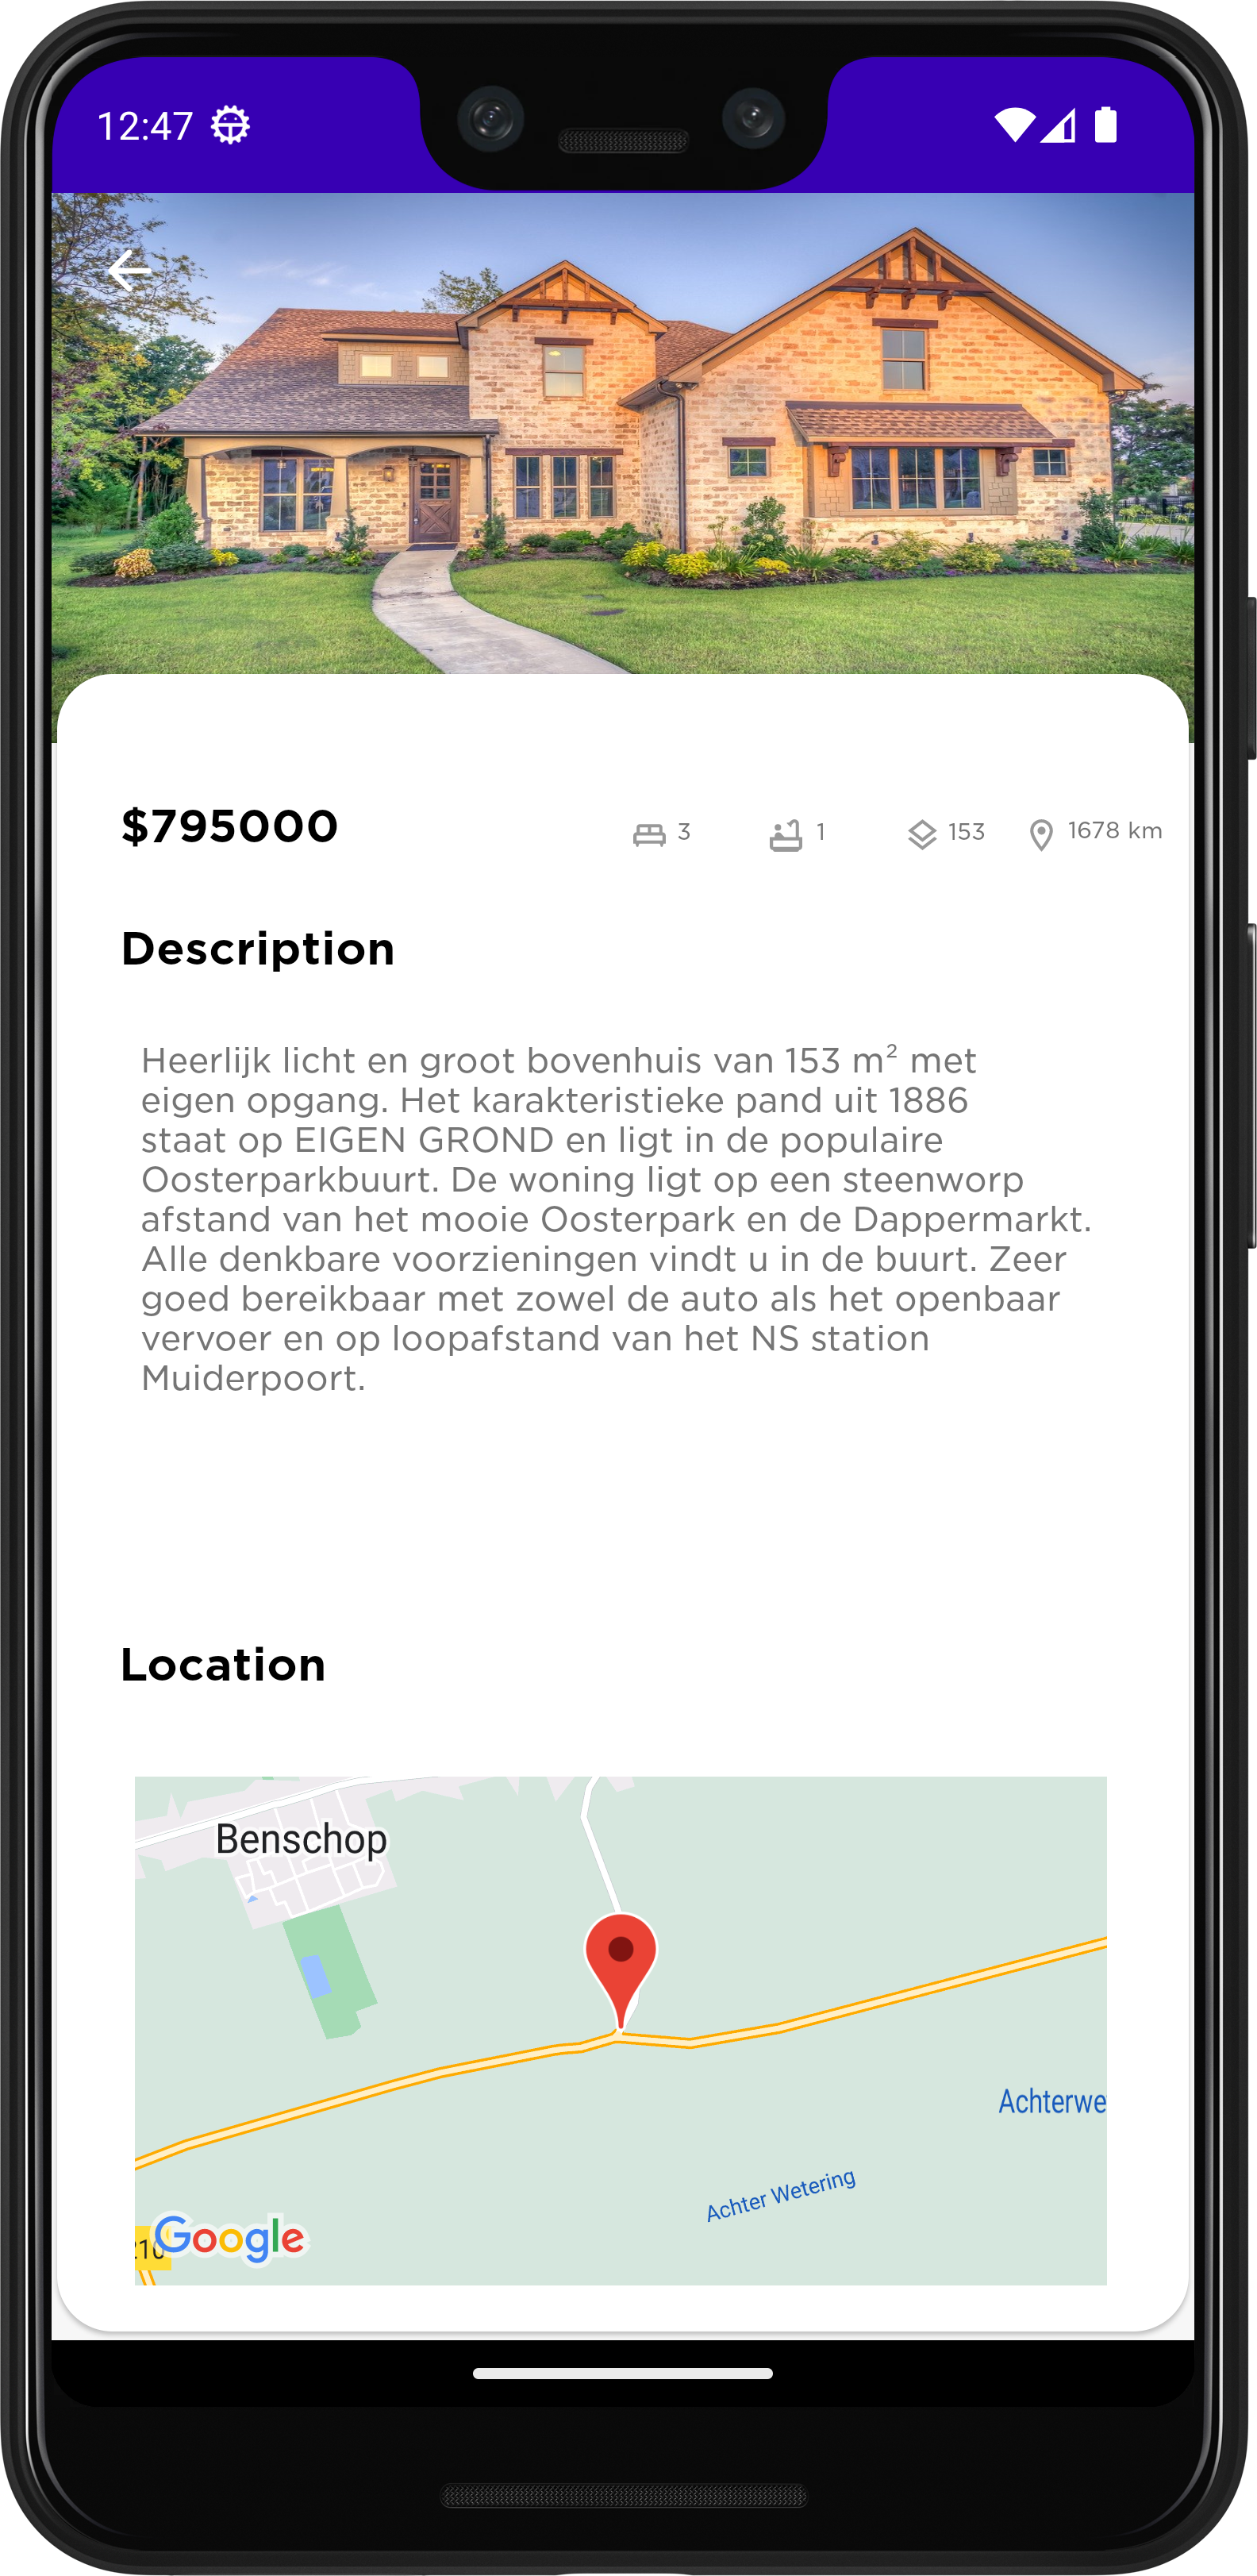 12:47
$795000
3
1
153
1678 km
Description
Heerlijk licht en groot bovenhuis van 153 m² met
eigen opgang. Het karakteristieke pand uit 1886
staat op EIGEN GROND en ligt in de populaire
Oosterparkbuurt. De woning ligt op een steenworp
afstand van het mooie Oosterpark en de Dappermarkt.
Alle denkbare voorzieningen vindt u in de buurt. Zeer
goed bereikbaar met zowel de auto als het openbaar
vervoer en op loopafstand van het NS station
Muiderpoort.
Location
Benschop
Achter Wetering
Google